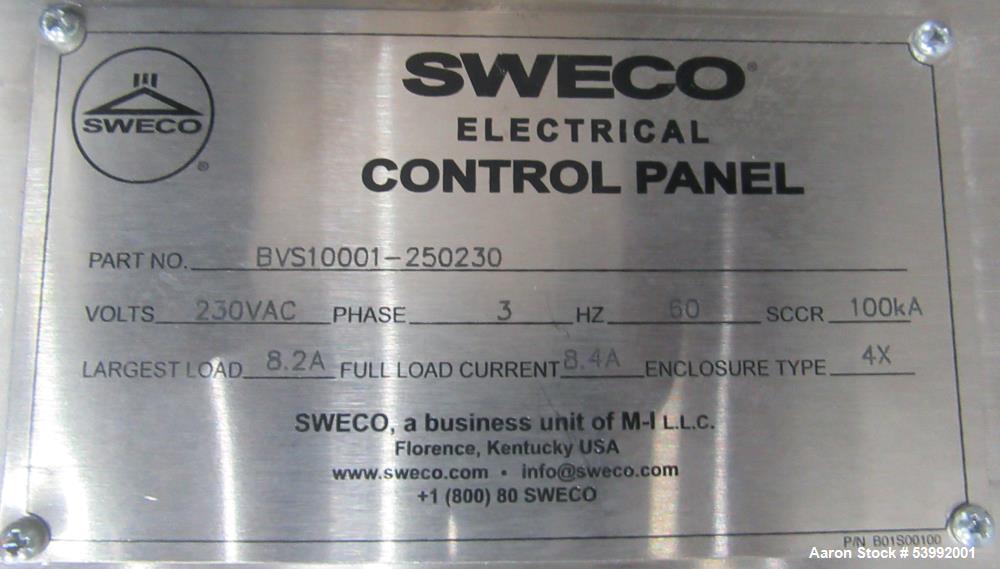 SWECO®
SWECO®
ELECTRICAL
CONTROL PANEL
PART NO. BVS10001-250230
VOLTS 230VAC PHASE 3 HZ 60 SCCR 100kA
LARGEST LOAD 8.2A FULL LOAD CURRENT 8.4A ENCLOSURE TYPE 4X
SWECO, a business unit of M-I L.L.C.
Florence, Kentucky USA
www.sweco.com • info@sweco.com
+1 (800) 80 SWECO
P/N B01S00100
Aaron Stock # 53992001